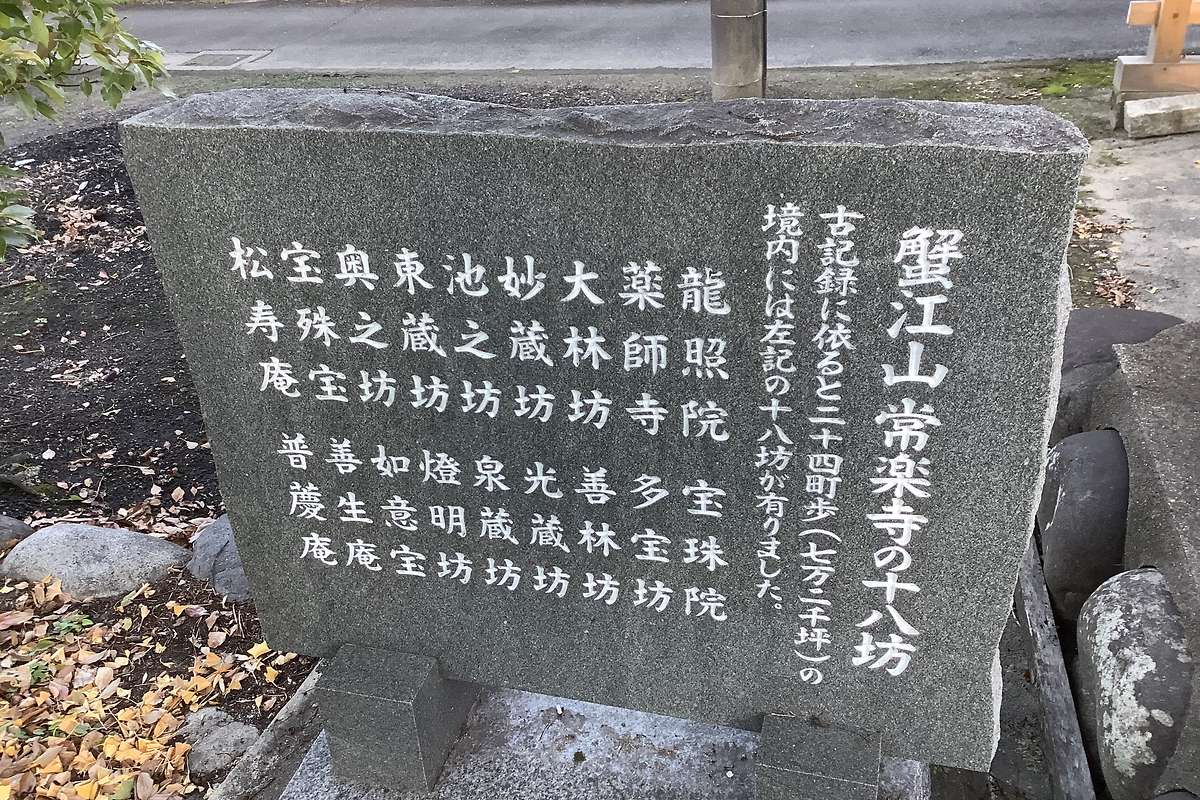 蟹江山常楽寺の十八坊
古記録に依ると二十四町歩(七万二千坪)の
境内には左記の十八坊が有りました。
龍照院 宝珠院
薬師寺 多宝坊
大林坊 善林坊
妙蔵坊 光蔵坊
池之坊 泉蔵坊
東蔵坊 燈明坊
奥之坊 如意宝
宝殊宝 善生庵
松寿庵